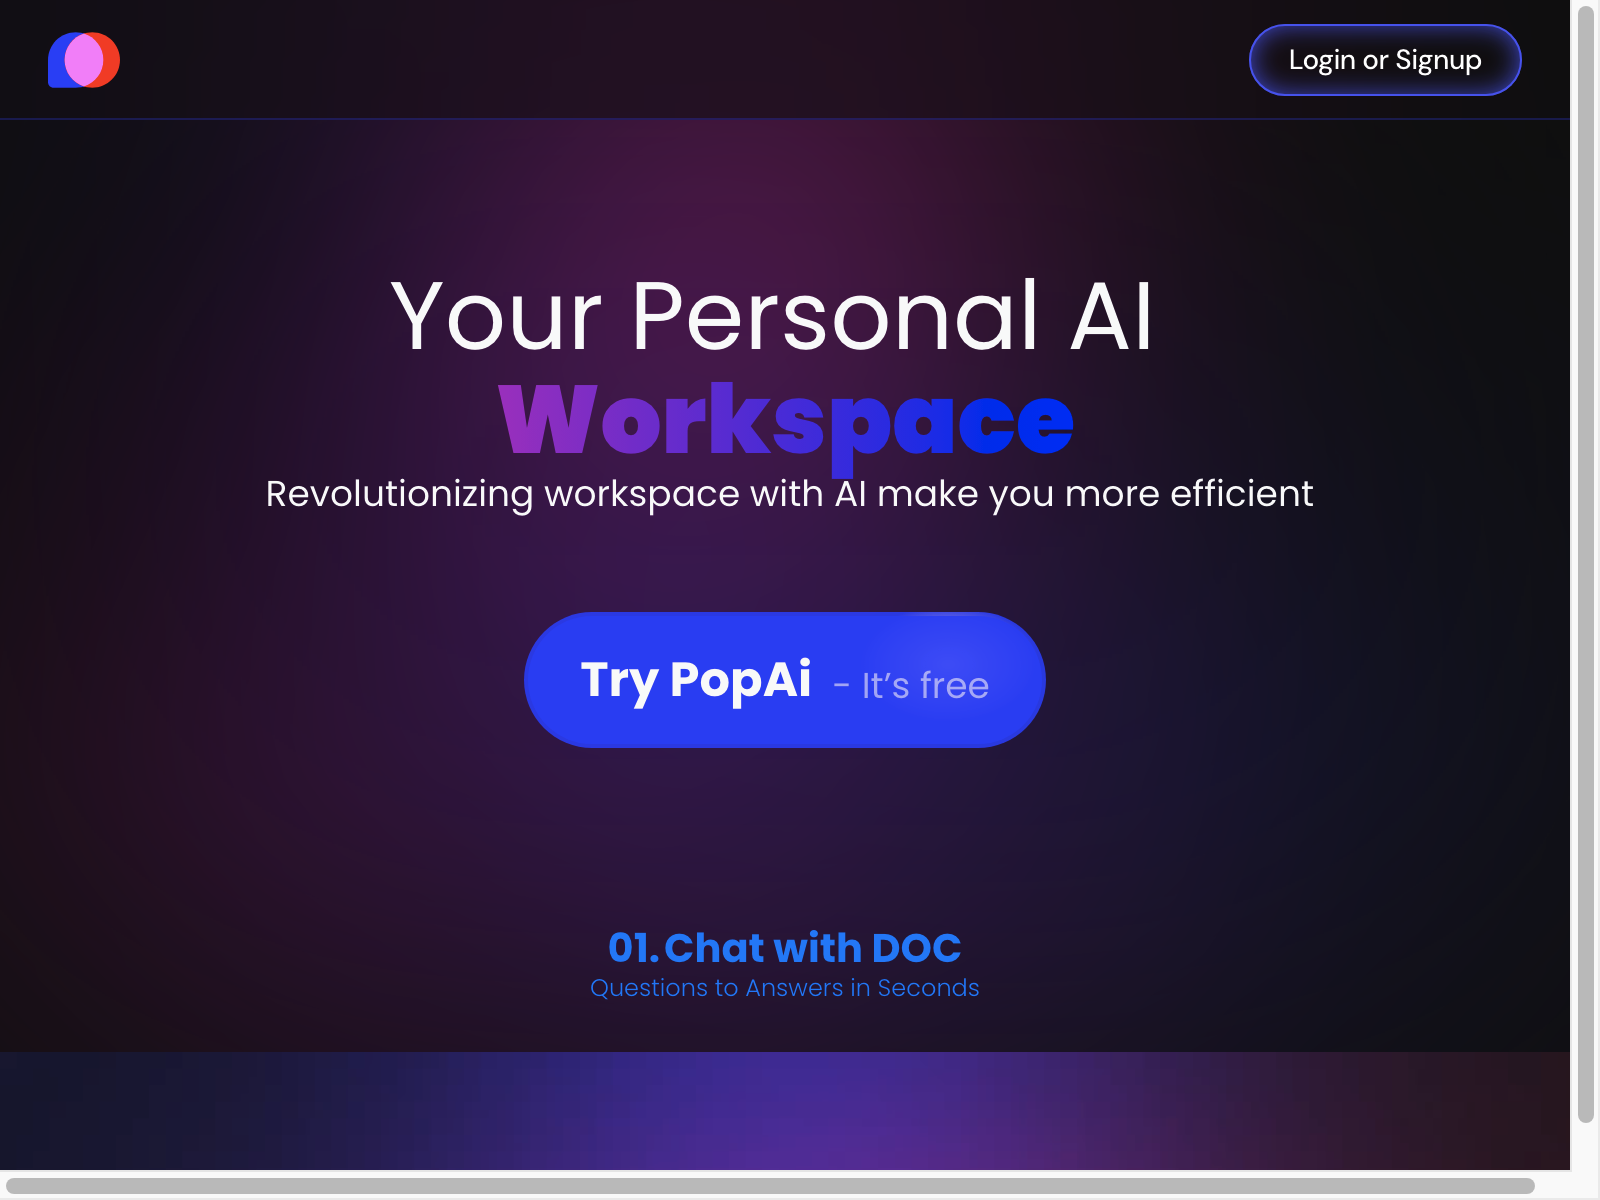 Login or Signup
Your Personal AI
Workspace
Revolutionizing workspace with AI make you more efficient
Try PopAi - It’s free
01. Chat with DOC
Questions to Answers in Seconds